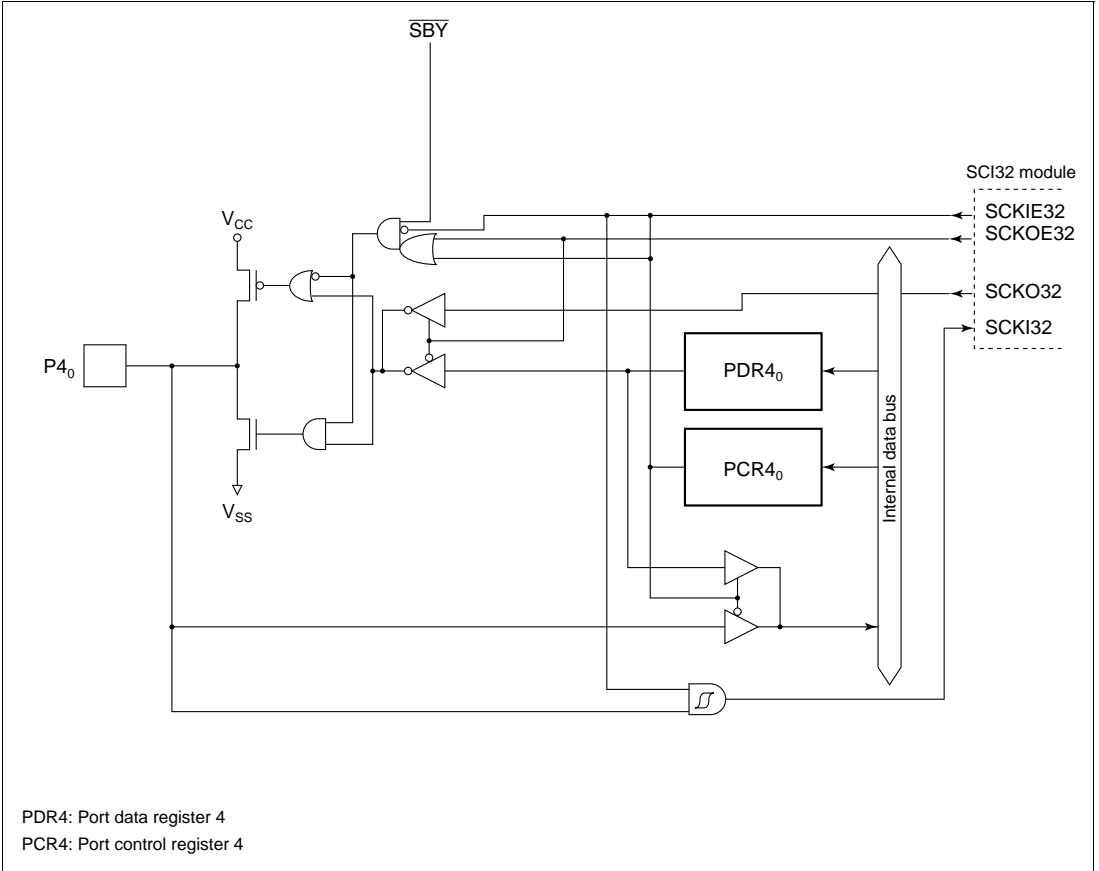 SBY
SCI32 module
SCKIE32
SCKOE32
SCKO32
SCKI32
VCC
P40
VSS
PDR40
PCR40
Internal data bus
PDR4: Port data register 4
PCR4: Port control register 4